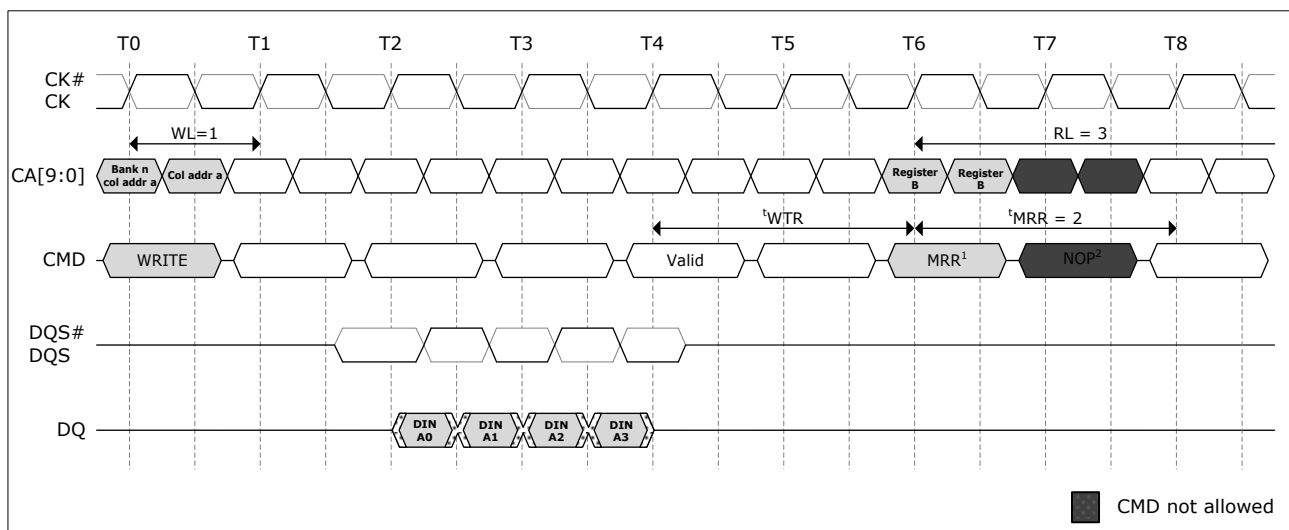 T0 T1 T2 T3 T4 T5 T6 T7 T8
CK#
CK
WL=1
RL = 3
CA[9:0]
Bank n
col addr a
Col addr a
Register
B
Register
B
tWTR
tMRR = 2
CMD
WRITE
Valid
MRR1
NOP2
DQS#
DQS
DQ
DIN
A0
DIN
A1
DIN
A2
DIN
A3
CMD not allowed